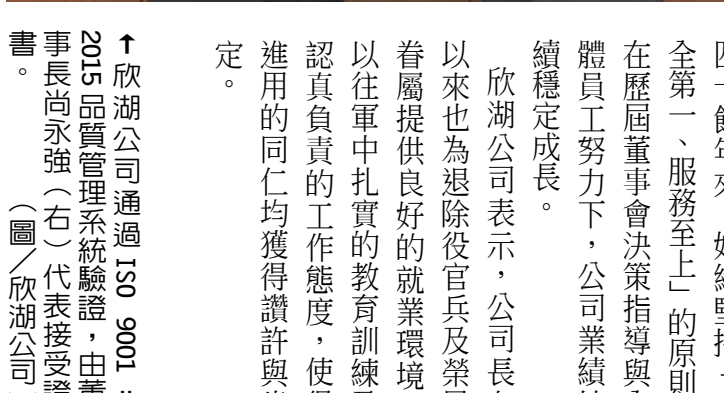 全第一、服務至上」的原則
在歷屆董事會決策指導與
體員工努力下，公司業績
續穩定成長。
欣湖公司表示，公司長
以來也為退除役官兵及榮
眷屬提供良好的就業環境
以往軍中扎實的教育訓練
認真負責的工作態度，使
進用的同仁均獲得讚許與
定。
↑欣湖公司通過 ISO 9001：
2015 品質管理系統驗證，由董
事長尚永強（右）代表接受證
書。（圖／欣湖公司）